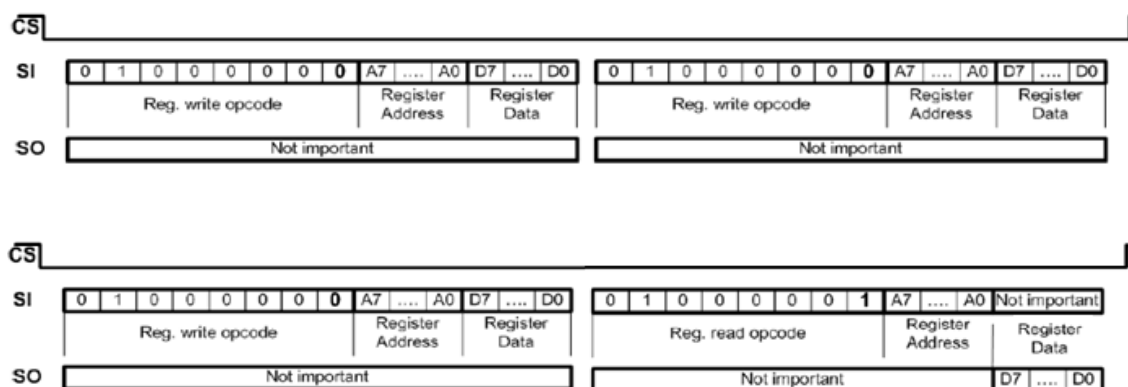 CS
SI 0 1 0 0 0 0 0 0 A7 .... A0 D7 .... D0 0 1 0 0 0 0 0 0 A7 .... A0 D7 .... D0
Reg. write opcode Register Address Register Data Reg. write opcode Register Address Register Data
SO Not important Not important
CS
SI 0 1 0 0 0 0 0 0 A7 .... A0 D7 .... D0 0 1 0 0 0 0 0 1 A7 .... A0 Not important
Reg. write opcode Register Address Register Data Reg. read opcode Register Address Register Data
SO Not important Not important D7 .... D0